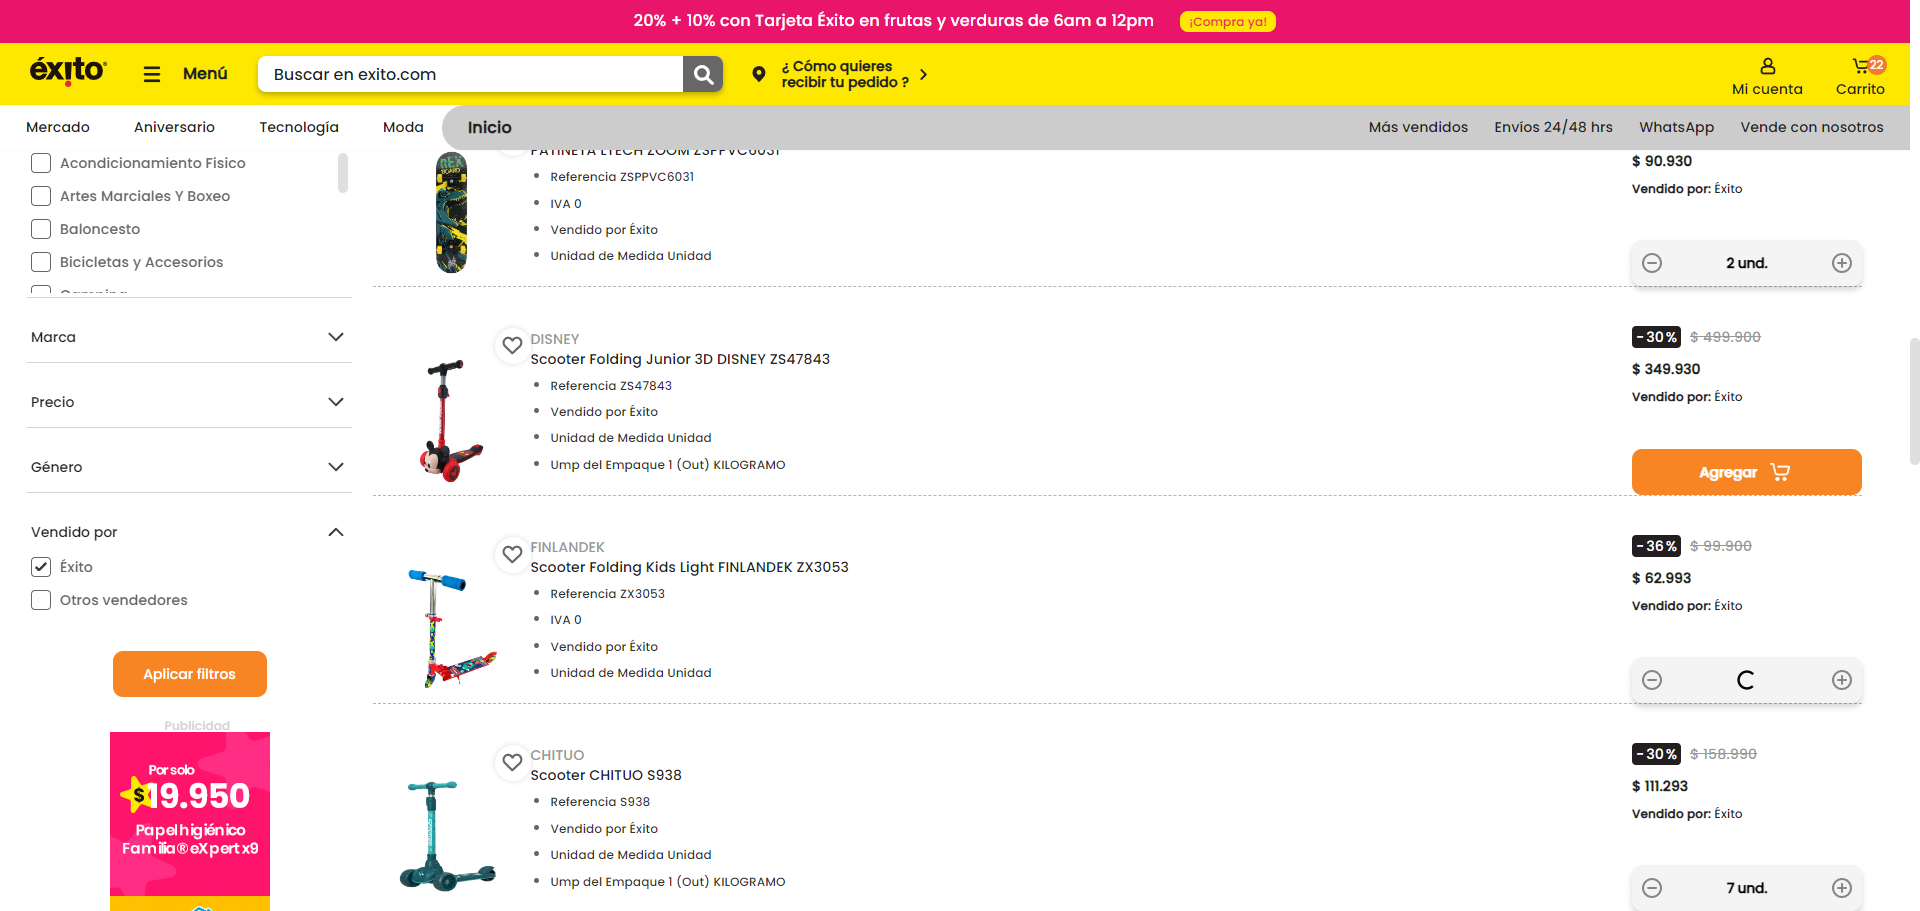 20% + 10% con Tarjeta Éxito en frutas y verduras de 6am a 12pm
¡Compra ya!
éxito
Menú
Buscar en exito.com
¿ Cómo quieres
recibir tu pedido ?
Mi cuenta
22
Carrito
Mercado
Aniversario
Tecnología
Moda
Inicio
Más vendidos
Envíos 24/48 hrs
WhatsApp
Vende con nosotros
Acondicionamiento Fisico
Artes Marciales Y Boxeo
Baloncesto
Bicicletas y Accesorios
Camping
Marca
Precio
Género
Vendido por
Éxito
Otros vendedores
Aplicar filtros
Publicidad
Por solo
$19.950
Papel higiénico
Familia® eXpert x9
REX
BOARD
PATINETA LTECH ZOOM ZSPPVC6031
Referencia ZSPPVC6031
IVA 0
Vendido por Éxito
Unidad de Medida Unidad
$ 90.930
Vendido por: Éxito
2 und.
DISNEY
Scooter Folding Junior 3D DISNEY ZS47843
Referencia ZS47843
Vendido por Éxito
Unidad de Medida Unidad
Ump del Empaque 1 (Out) KILOGRAMO
-30% $ 499.900
$ 349.930
Vendido por: Éxito
Agregar
FINLANDEK
Scooter Folding Kids Light FINLANDEK ZX3053
Referencia ZX3053
IVA 0
Vendido por Éxito
Unidad de Medida Unidad
-36% $ 99.900
$ 62.993
Vendido por: Éxito
CHITUO
Scooter CHITUO S938
Referencia S938
Vendido por Éxito
Unidad de Medida Unidad
Ump del Empaque 1 (Out) KILOGRAMO
-30% $ 158.990
$ 111.293
Vendido por: Éxito
7 und.